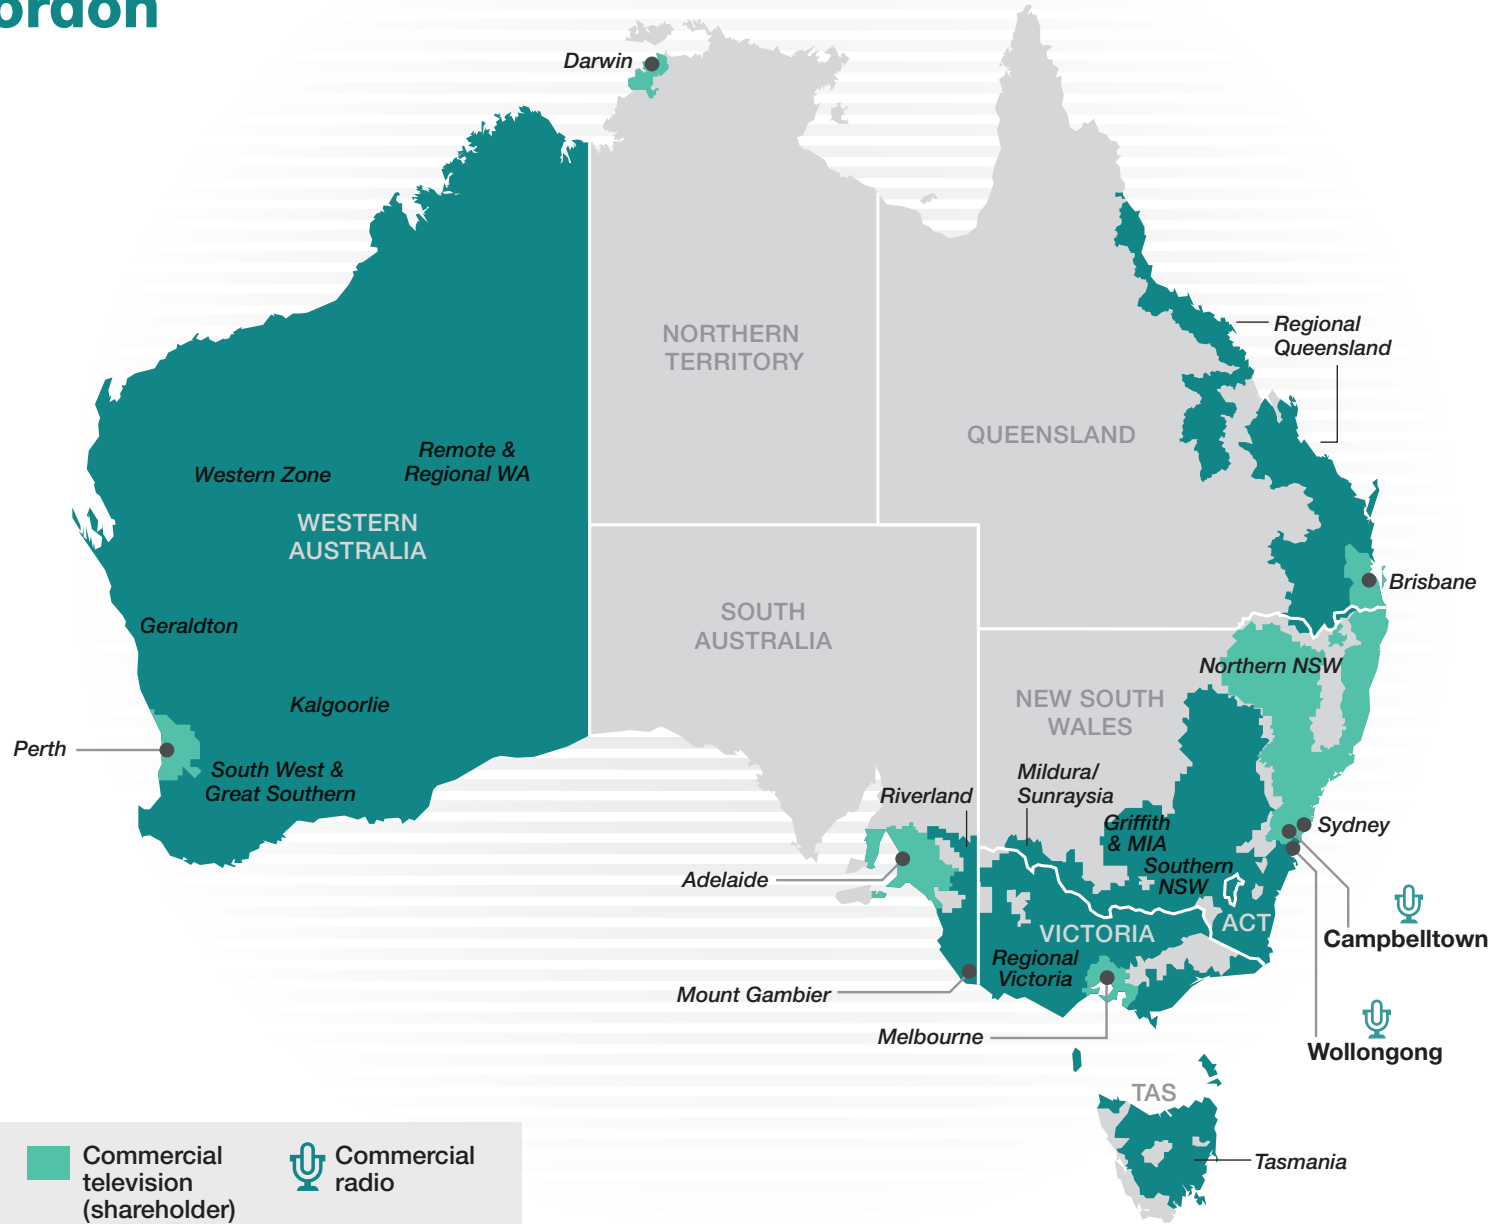 ordon
Darwin
Regional
Queensland
NORTHERN
TERRITORY
QUEENSLAND
Remote &
Regional WA
Western Zone
WESTERN
AUSTRALIA
Brisbane
SOUTH
AUSTRALIA
Geraldton
Northern NSW
Kalgoorlie
NEW SOUTH
WALES
Perth
South West &
Great Southern
Mildura/
Sunraysia
Riverland
Griffith
& MIA
Sydney
Southern
NSW
Adelaide
ACT
VICTORIA
Campbelltown
Regional
Victoria
Mount Gambier
Melbourne
Wollongong
TAS
Tasmania
Commercial
television
(shareholder)
Commercial
radio